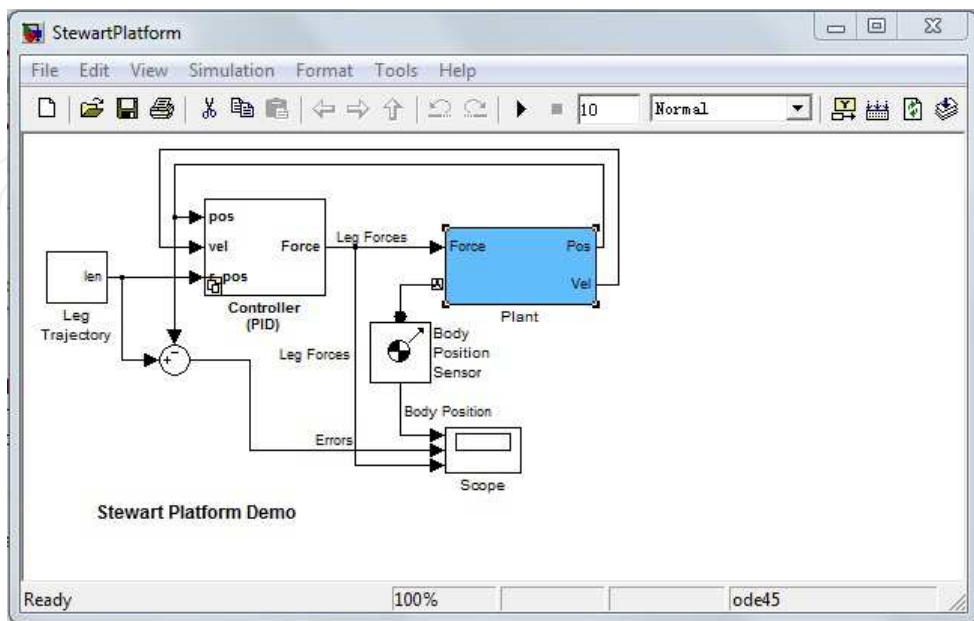 StewartPlatform
File Edit View Simulation Format Tools Help
10 Normal
pos
vel Force
r_pos
Controller
(PID)
len
Leg
Trajectory
Leg Forces
Force Pos
Vel
Plant
+ -
Leg Forces
Body
Position
Sensor
Body Position
Errors
Scope
Stewart Platform Demo
Ready 100% ode45